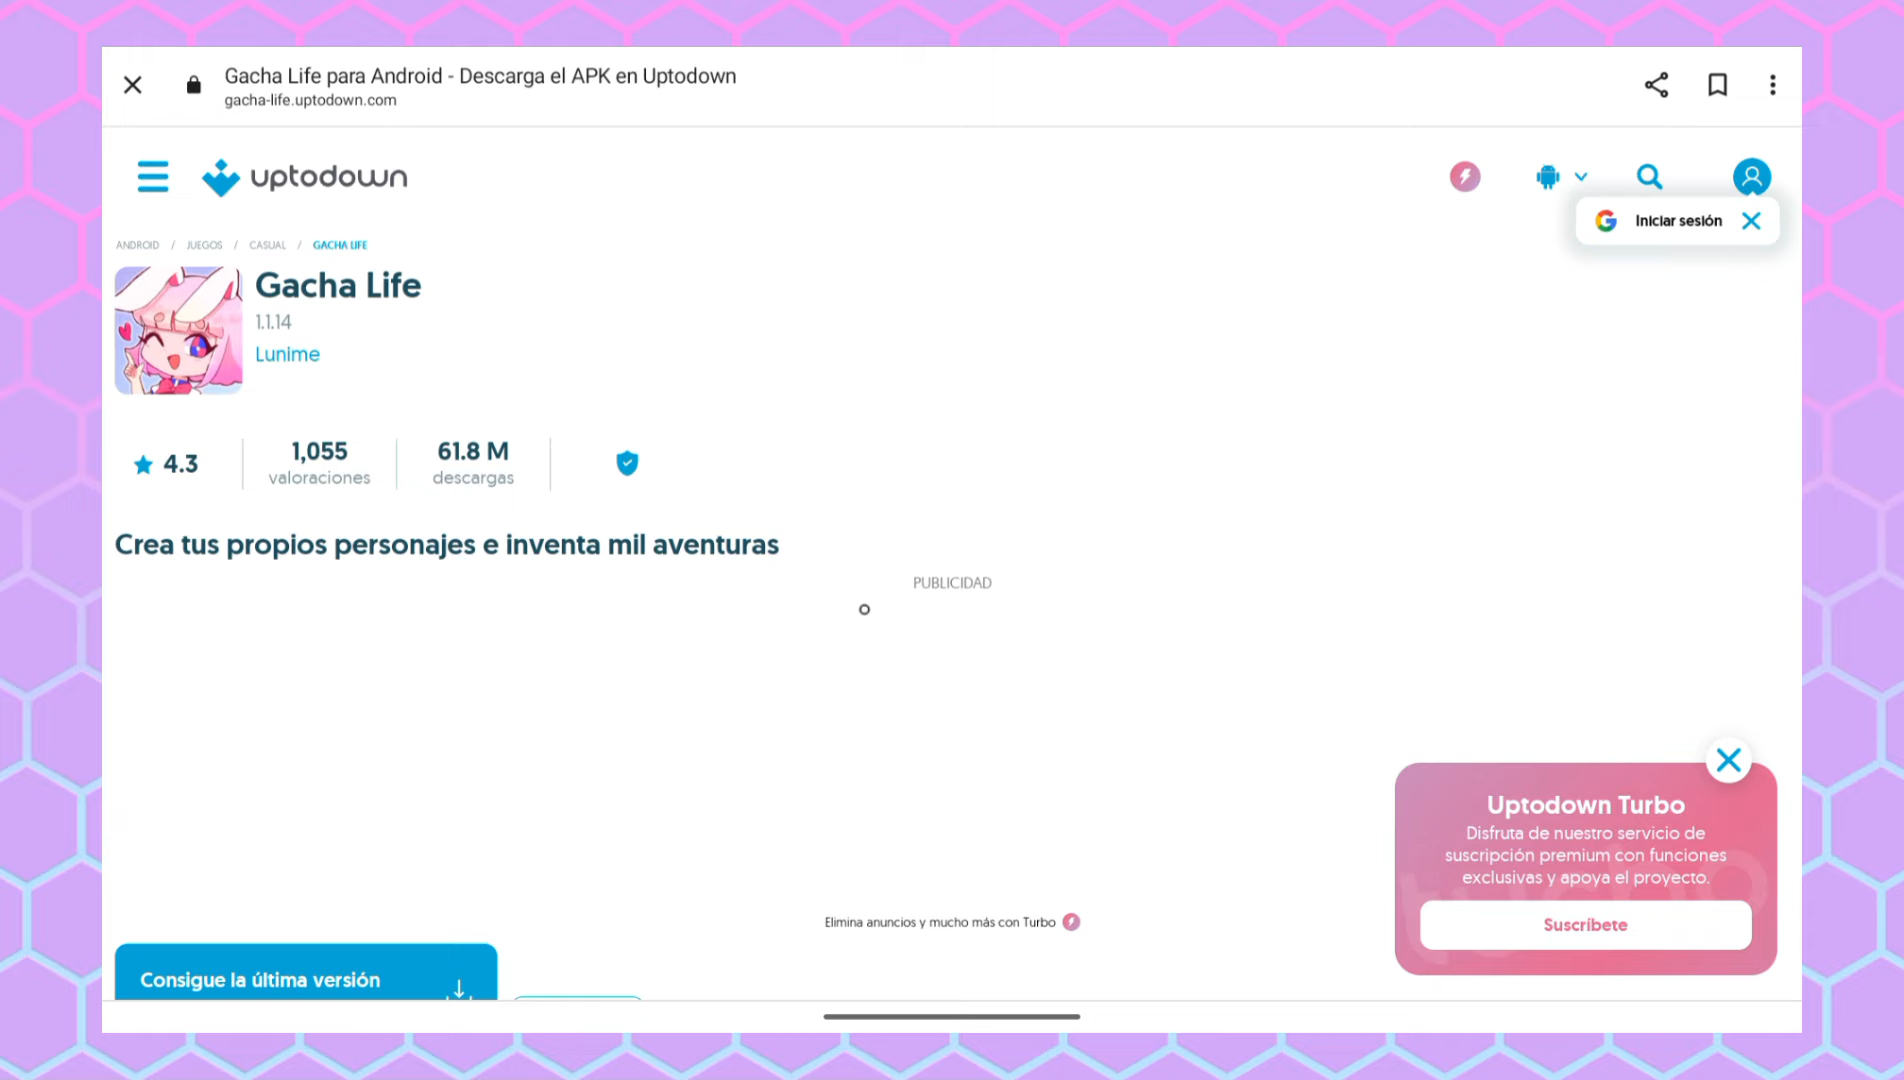 Gacha Life para Android - Descarga el APK en Uptodown
gacha-life.uptodown.com
uptodown
Iniciar sesión
ANDROID / JUEGOS / CASUAL / GACHA LIFE
Gacha Life
1.1.14
Lunime
4.3
1,055
valoraciones
61.8 M
descargas
Crea tus propios personajes e inventa mil aventuras
PUBLICIDAD
Uptodown Turbo
Disfruta de nuestro servicio de
suscripción premium con funciones
exclusivas y apoya el proyecto.
Suscríbete
Elimina anuncios y mucho más con Turbo
Consigue la última versión